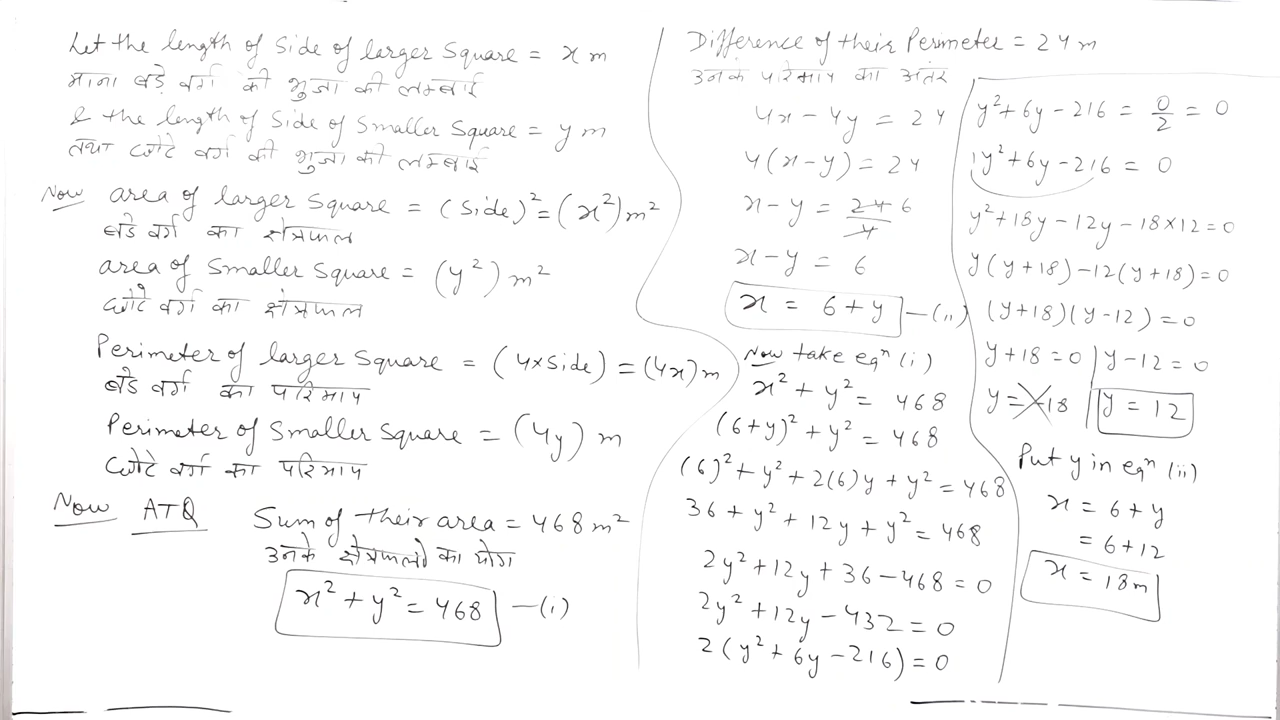 Let the length of Side of larger Square = x m
माना बड़े वर्ग की भुजा की लम्बाई
& the length of Side of Smaller Square = y m
तथा छोटे वर्ग की भुजा की लम्बाई
Now area of larger Square = (Side)² = (x²) m²
बड़े वर्ग का क्षेत्रफल
area of Smaller Square = (y²) m²
छोटे वर्ग का क्षेत्रफल
Perimeter of larger Square = (4×Side) = (4x) m
बड़े वर्ग का परिमाप
Perimeter of Smaller Square = (4y) m
छोटे वर्ग का परिमाप
Now ATQ Sum of their area = 468 m²
उनके क्षेत्रफलों का योग
x² + y² = 468 —(i)
Difference of their Perimeter = 24 m
उनके परिमाप का अंतर
4x - 4y = 24
4(x - y) = 24
x - y = 24/4 6
x - y = 6
x = 6 + y —(ii)
Now take eqⁿ (i)
x² + y² = 468
(6+y)² + y² = 468
(6)² + y² + 2(6)y + y² = 468
36 + y² + 12y + y² = 468
2y² + 12y + 36 - 468 = 0
2y² + 12y - 432 = 0
2(y² + 6y - 216) = 0
y² + 6y - 216 = 0/2 = 0
1y² + 6y - 216 = 0
y² + 18y - 12y - 18×12 = 0
y(y+18) - 12(y+18) = 0
(y+18)(y-12) = 0
y+18 = 0 | y-12 = 0
y = -18 | y = 12
Put y in eqⁿ (ii)
x = 6 + y
= 6 + 12
x = 18m